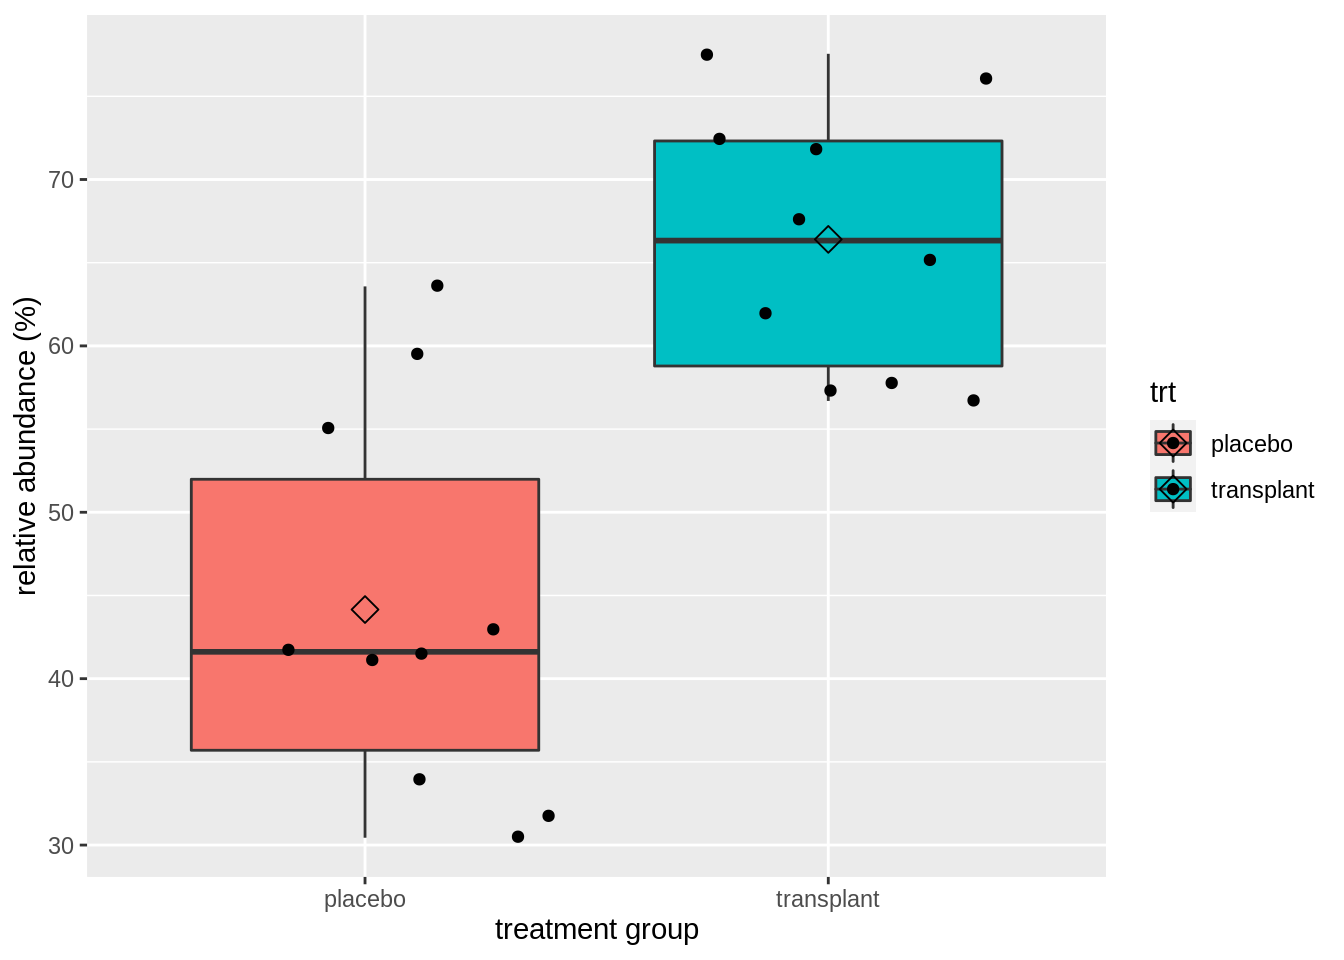 relative abundance (%)
70
60
50
40
30
placebo
transplant
treatment group
trt
placebo
transplant